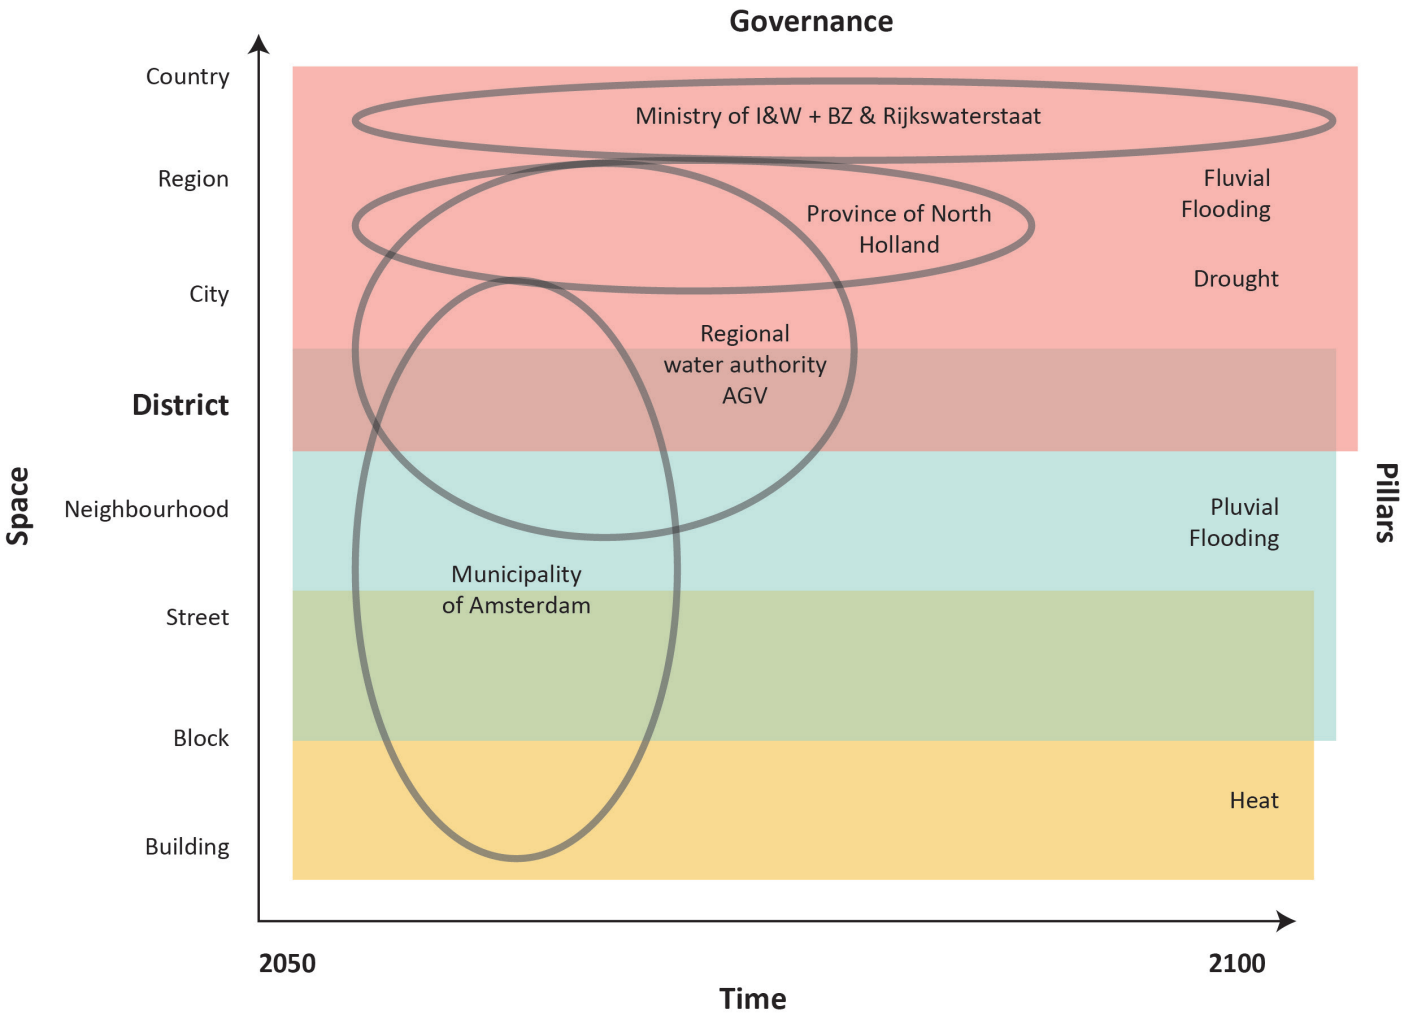 Governance
Country
Region
City
District
Neighbourhood
Street
Block
Building
Space
Ministry of I&W + BZ & Rijkswaterstaat
Province of North
Holland
Regional
water authority
AGV
Municipality
of Amsterdam
Fluvial
Flooding
Drought
Pluvial
Flooding
Heat
Pillars
2050
2100
Time